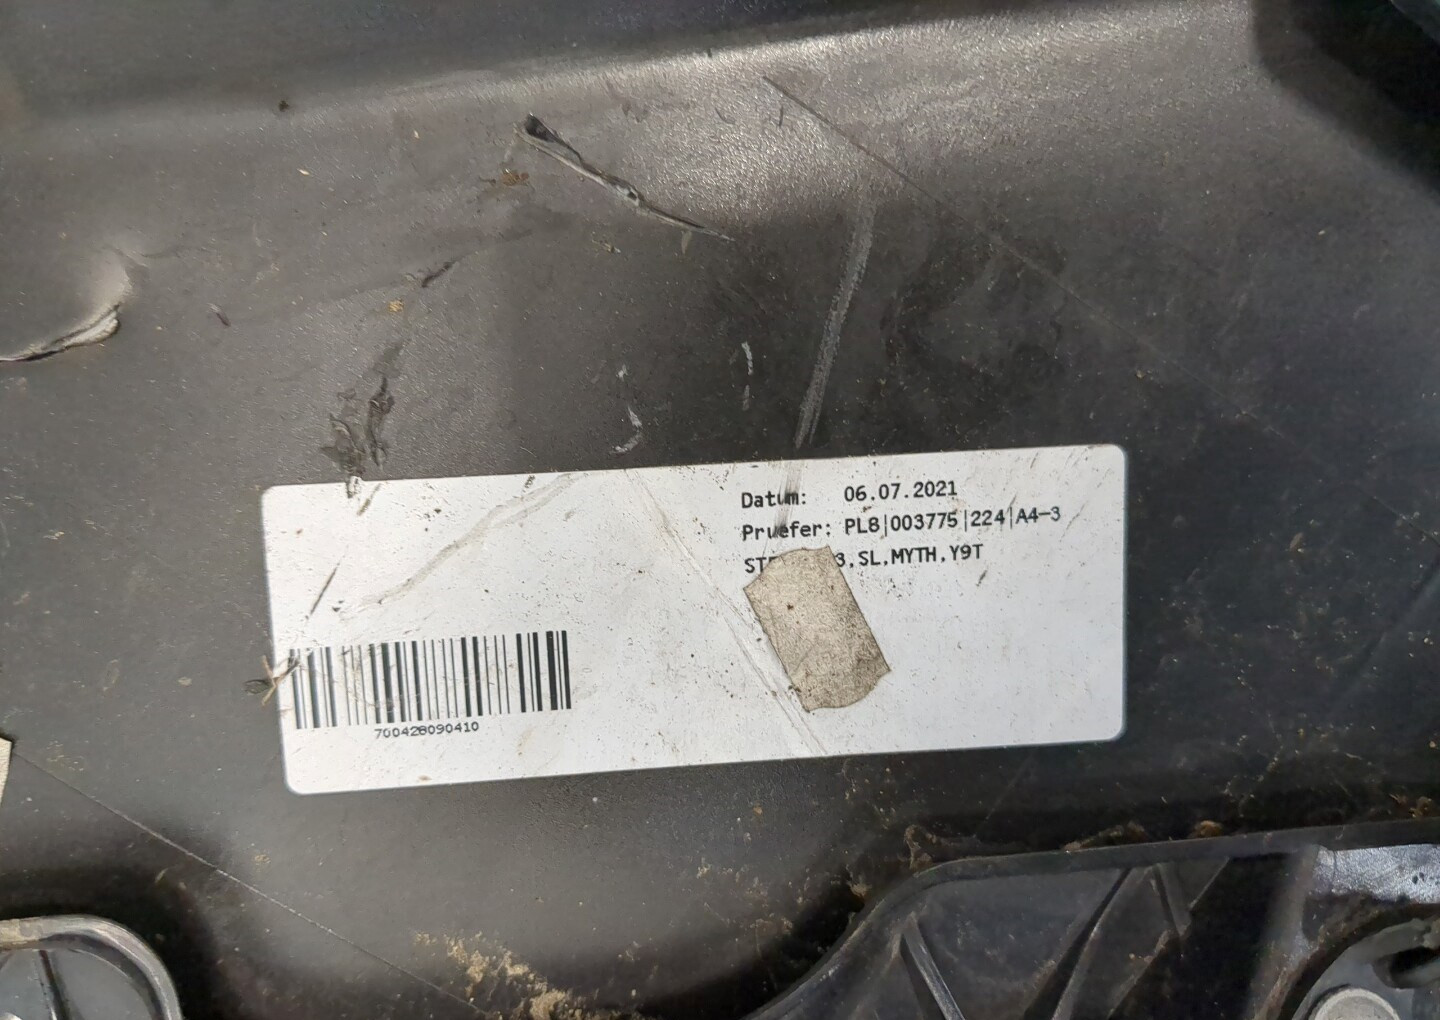 Datum: 06.07.2021
Pruefer: PL8|003775|224|A4-3
3,SL,MYTH,Y9T
700428090410